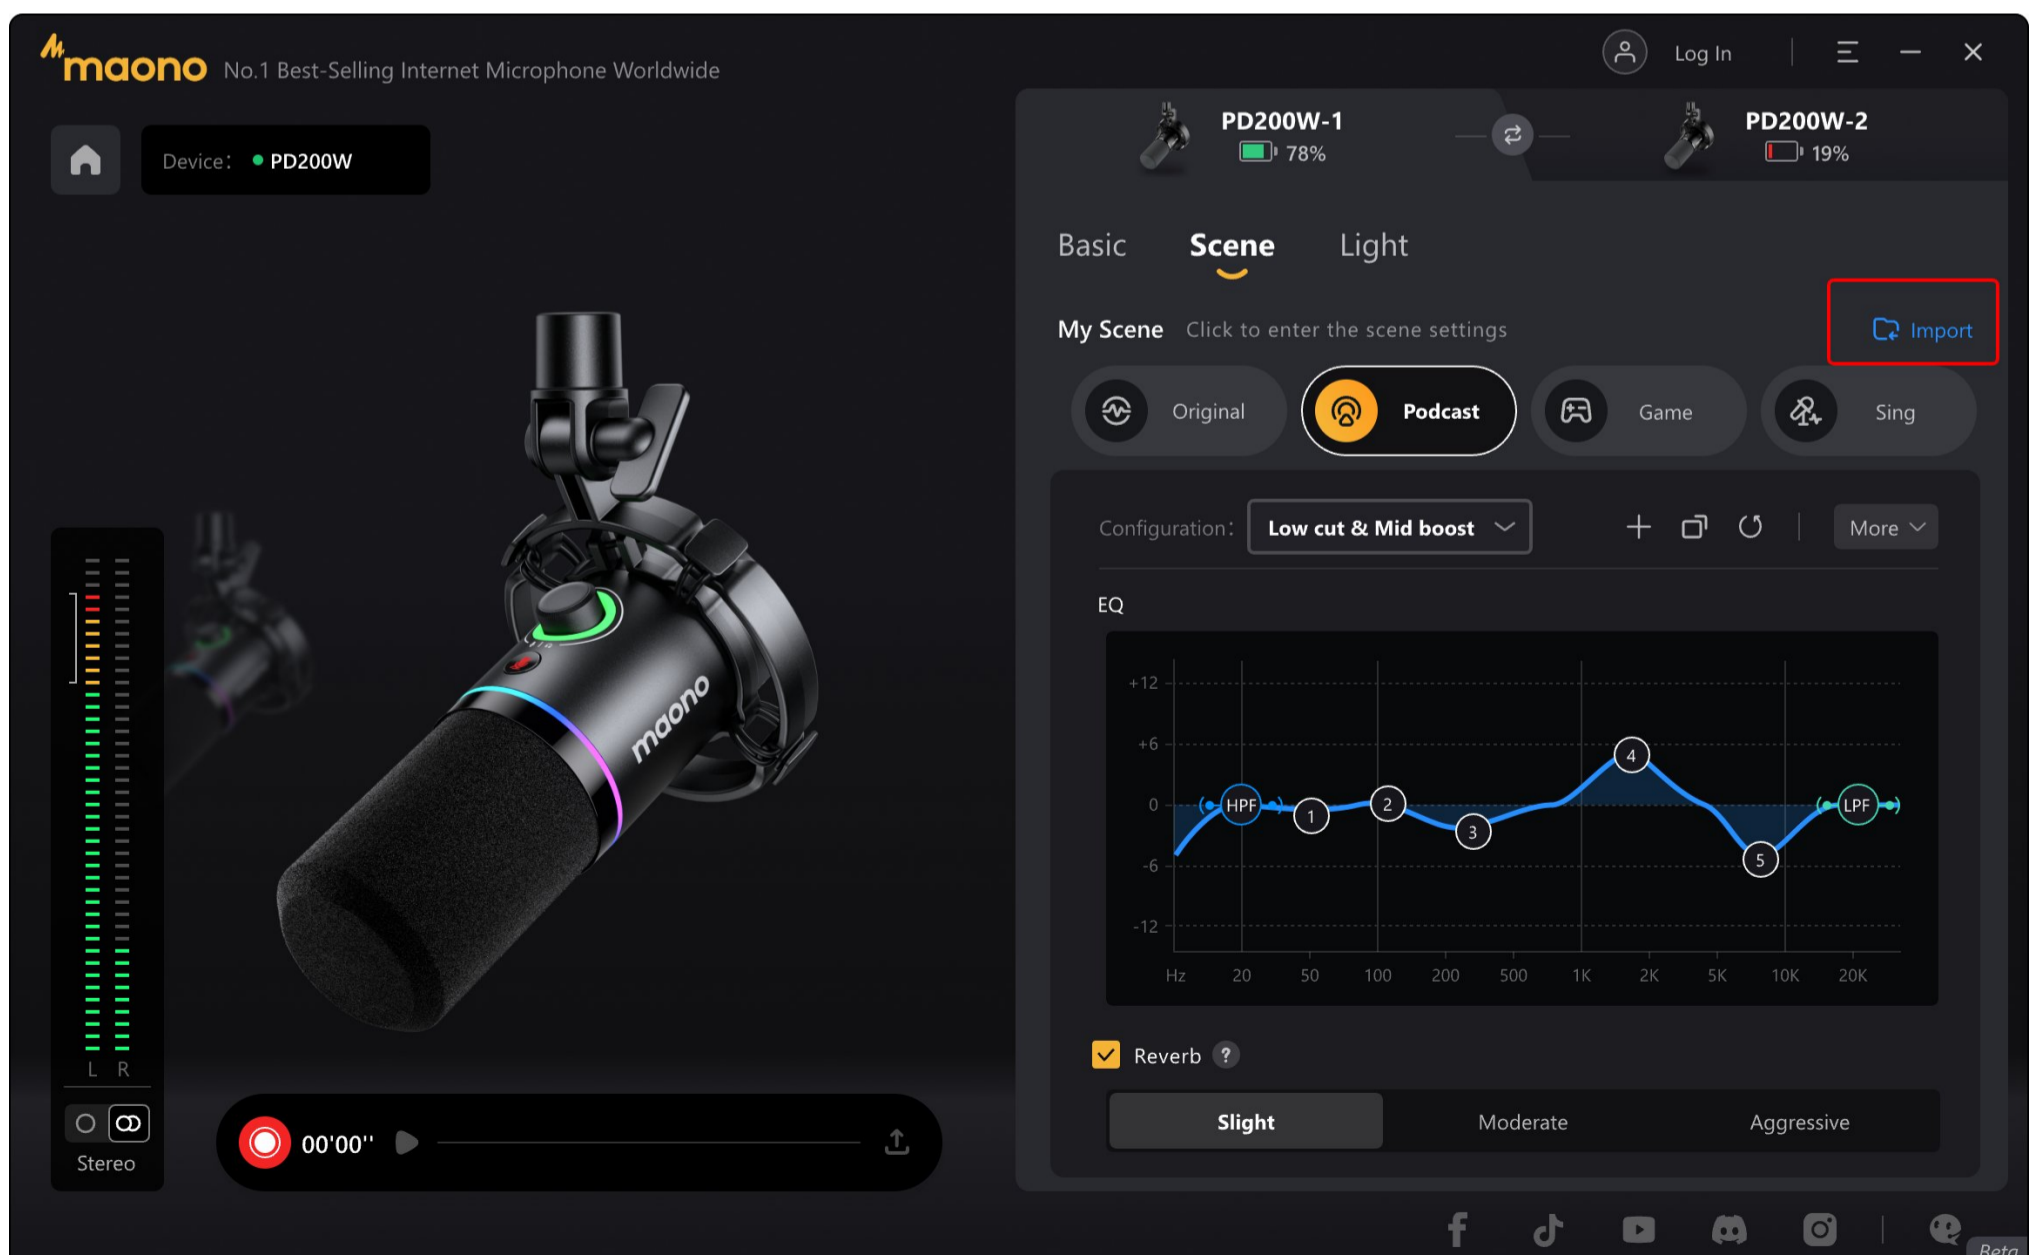 maono No.1 Best-Selling Internet Microphone Worldwide
Log In
Device: PD200W
PD200W-1
78%
PD200W-2
19%
Basic Scene Light
My Scene Click to enter the scene settings
Import
Original Podcast Game Sing
Configuration: Low cut & Mid boost
More
EQ
+12
+6
0
-6
-12
HPF 1 2 3 4 5 LPF
Hz 20 50 100 200 500 1K 2K 5K 10K 20K
maono
Reverb ?
Slight Moderate Aggressive
L R
Stereo
00'00''
Beta